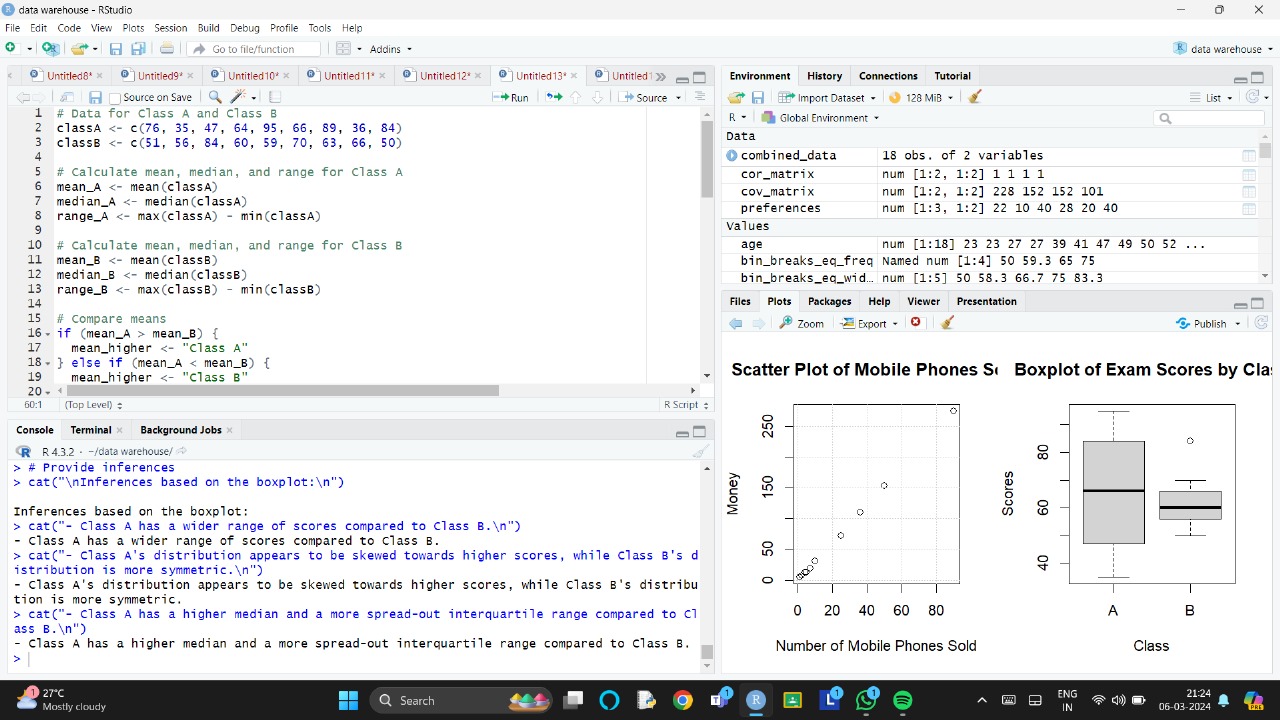 data warehouse - RStudio
File Edit Code View Plots Session Build Debug Profile Tools Help
Go to file/function Addins data warehouse
Untitled8* Untitled9* Untitled10* Untitled11* Untitled12* Untitled13* Untitled1
Source on Save Run Source
1 # Data for Class A and Class B
2 classA <- c(76, 35, 47, 64, 95, 66, 89, 36, 84)
3 classB <- c(51, 56, 84, 60, 59, 70, 63, 66, 50)
4
5 # Calculate mean, median, and range for Class A
6 mean_A <- mean(classA)
7 median_A <- median(classA)
8 range_A <- max(classA) - min(classA)
9
10 # Calculate mean, median, and range for Class B
11 mean_B <- mean(classB)
12 median_B <- median(classB)
13 range_B <- max(classB) - min(classB)
14
15 # Compare means
16 if (mean_A > mean_B) {
17 mean_higher <- "Class A"
18 } else if (mean_A < mean_B) {
19 mean_higher <- "Class B"
20
60:1 (Top Level) R Script
Console Terminal Background Jobs
R 4.3.2 · ~/data warehouse/
> # Provide inferences
> cat("\nInferences based on the boxplot:\n")
Inferences based on the boxplot:
> cat("- Class A has a wider range of scores compared to Class B.\n")
- Class A has a wider range of scores compared to Class B.
> cat("- Class A's distribution appears to be skewed towards higher scores, while Class B's d
istribution is more symmetric.\n")
- Class A's distribution appears to be skewed towards higher scores, while Class B's distribu
tion is more symmetric.
> cat("- Class A has a higher median and a more spread-out interquartile range compared to Cl
ass B.\n")
- Class A has a higher median and a more spread-out interquartile range compared to Class B.
>
Environment History Connections Tutorial
Import Dataset 128 MiB List
R Global Environment
Data
combined_data 18 obs. of 2 variables
cor_matrix num [1:2, 1:2] 1 1 1 1
cov_matrix num [1:2, 1:2] 228 152 152 101
preferences num [1:3, 1:2] 22 10 40 28 20 40
Values
age num [1:18] 23 23 27 27 39 41 47 49 50 52 ...
bin_breaks_eq_freq Named num [1:4] 50 59.3 65 75
bin_breaks_eq_wid… num [1:5] 50 58.3 66.7 75 83.3
Files Plots Packages Help Viewer Presentation
Zoom Export Publish
Scatter Plot of Mobile Phones So
Money
250
150
50
0
0 20 40 60 80
Number of Mobile Phones Sold
Boxplot of Exam Scores by Clas
Scores
80
60
40
A B
Class
27°C
Mostly cloudy
Search
ENG
IN
21:24
06-03-2024